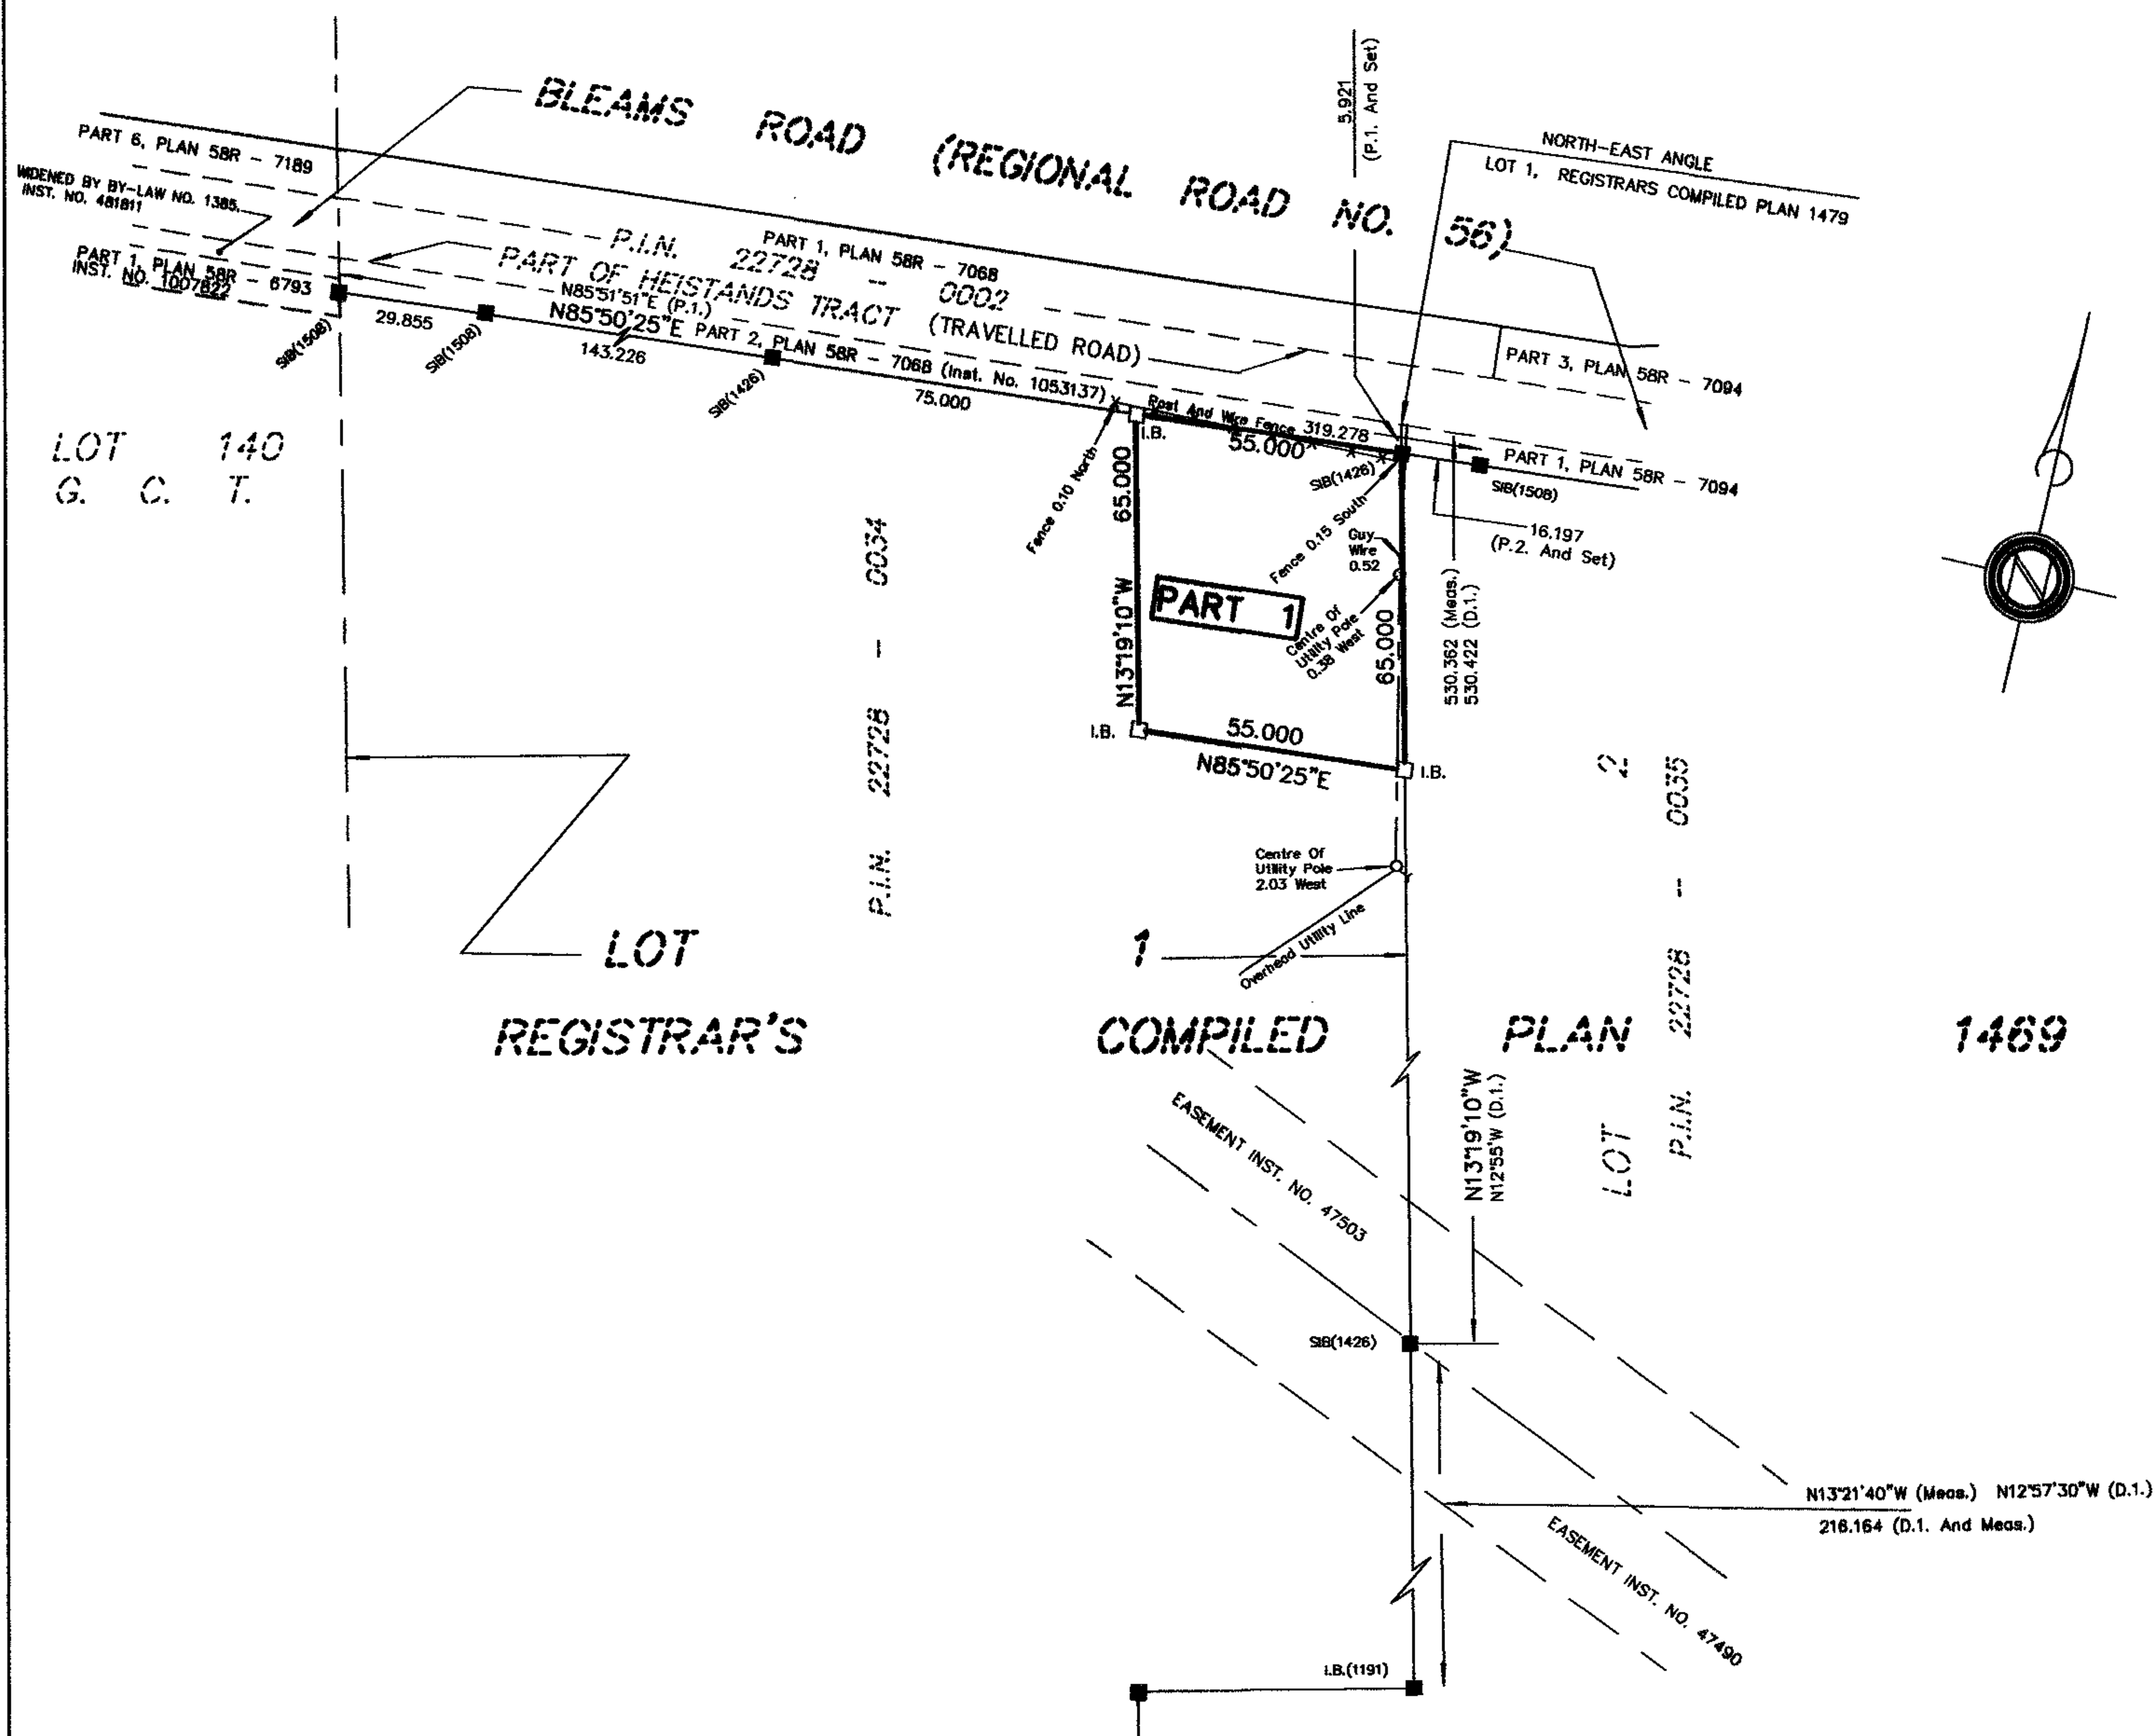 BLEAMS ROAD (REGIONAL ROAD NO. 56)
5.921
(P.1. And Set)
NORTH-EAST ANGLE
LOT 1, REGISTRARS COMPILED PLAN 1479
PART 6, PLAN 58R - 7189
WIDENED BY BY-LAW NO. 1385,
INST. NO. 481811
PART 1, PLAN 58R - 6793
INST. NO. 1007822
P.I.N. 22728 - 0002
PART 1, PLAN 58R - 7068
PART OF HEISTANDS TRACT (TRAVELLED ROAD)
N85°51'51"E (P.1.)
N85°50'25"E
PART 2, PLAN 58R - 7068 (Inst. No. 1053137)
PART 3, PLAN 58R - 7094
PART 1, PLAN 58R - 7094
SIB(1508)
29.855
SIB(1508)
143.226
SIB(1426)
75.000
Post And Wire Fence
319.278
55.000
I.B.
SIB(1426)
SIB(1508)
16.197
(P.2. And Set)
Fence 0.10 North
Fence 0.15 South
Guy
Wire
0.52
Centre Of
Utility Pole
0.38 West
65.000
N13°19'10"W
PART 1
65.000
530.362 (Meas.)
530.422 (D.1.)
LOT 140
G. C. T.
P.I.N. 22728 - 0034
I.B.
55.000
N85°50'25"E
I.B.
Centre Of
Utility Pole
2.03 West
Overhead Utility Line
LOT 1
LOT 2
P.I.N. 22728 - 0035
REGISTRAR'S COMPILED PLAN 1469
N13°19'10"W
N12°55'W (D.1.)
EASEMENT INST. NO. 47503
SIB(1426)
N13°21'40"W (Meas.) N12°57'30"W (D.1.)
216.164 (D.1. And Meas.)
EASEMENT INST. NO. 47490
I.B.(1191)